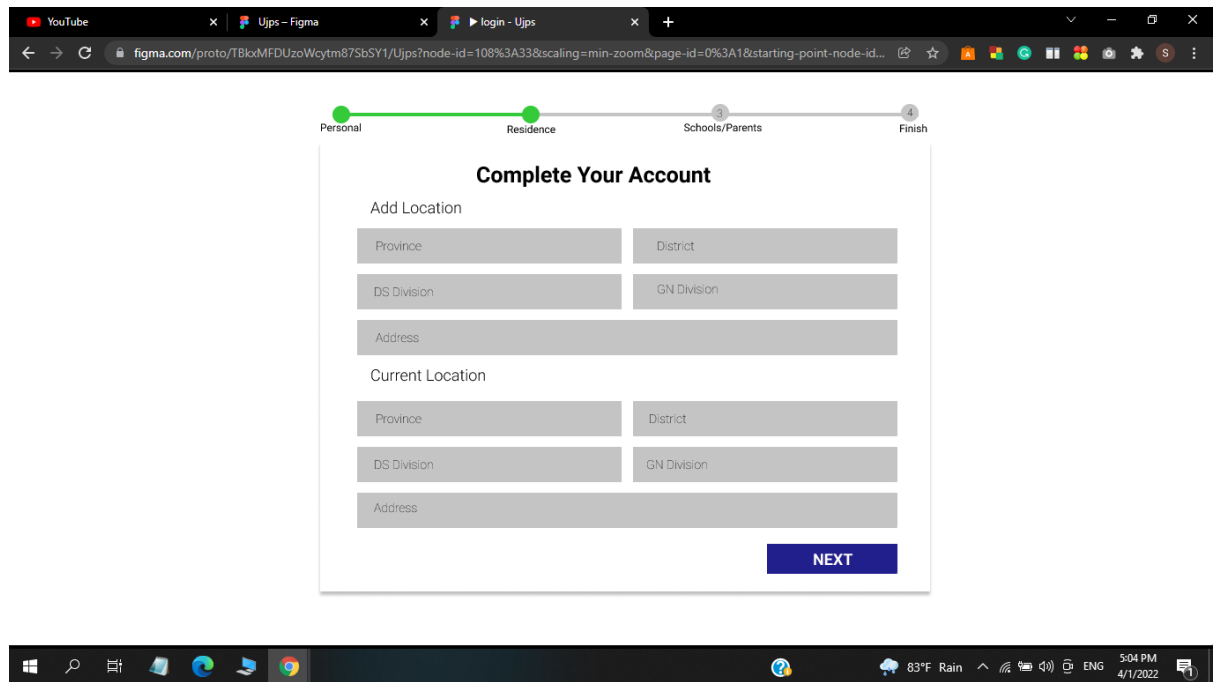 YouTube
Ujps – Figma
login - Ujps
figma.com/proto/TBkxMFDUzoWcytm87SbSY1/Ujps?node-id=108%3A33&scaling=min-zoom&page-id=0%3A1&starting-point-node-id...
S
3
4
Personal
Residence
Schools/Parents
Finish
Complete Your Account
Add Location
Province
District
DS Division
GN Division
Address
Current Location
Province
District
DS Division
GN Division
Address
NEXT
83°F Rain
ENG
5:04 PM
4/1/2022
1